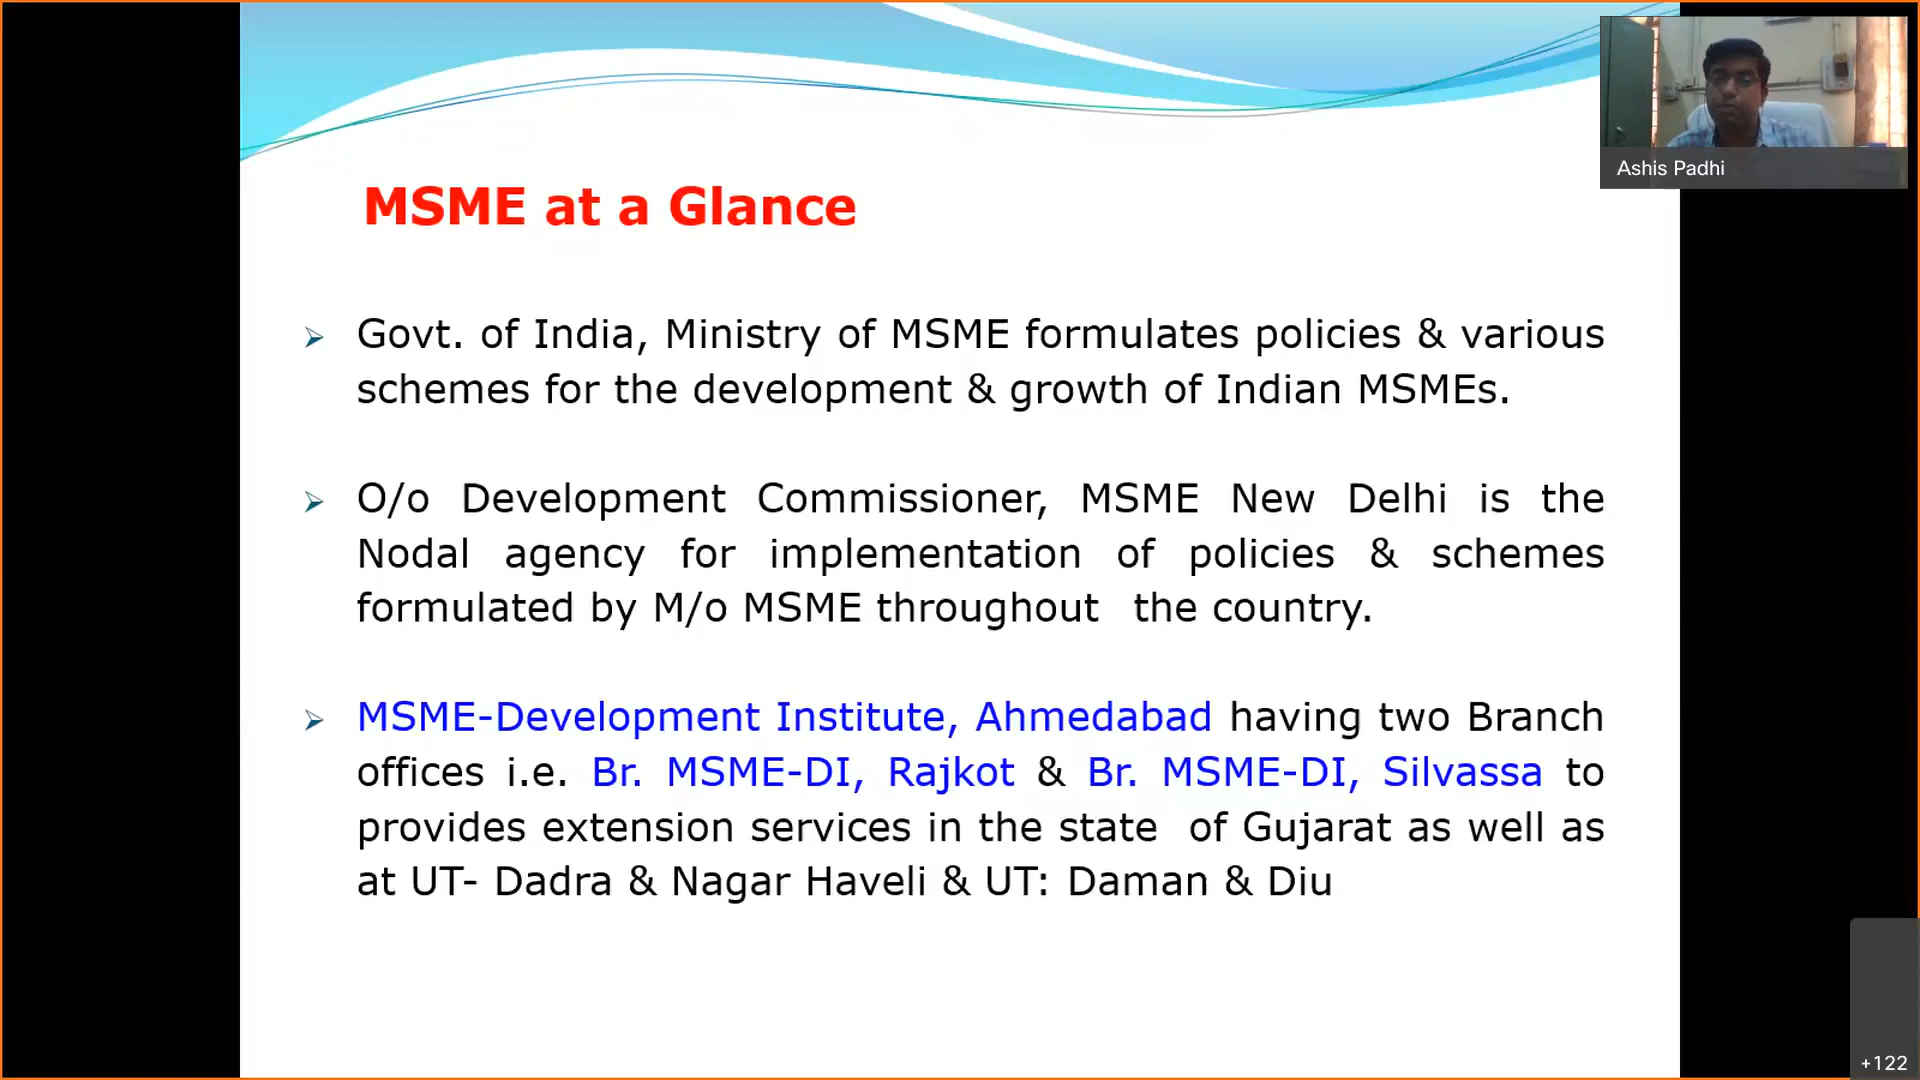 Ashis Padhi
MSME at a Glance
Govt. of India, Ministry of MSME formulates policies & various
schemes for the development & growth of Indian MSMEs.
O/o Development Commissioner, MSME New Delhi is the
Nodal agency for implementation of policies & schemes
formulated by M/o MSME throughout the country.
MSME-Development Institute, Ahmedabad having two Branch
offices i.e. Br. MSME-DI, Rajkot & Br. MSME-DI, Silvassa to
provides extension services in the state of Gujarat as well as
at UT- Dadra & Nagar Haveli & UT: Daman & Diu
+122